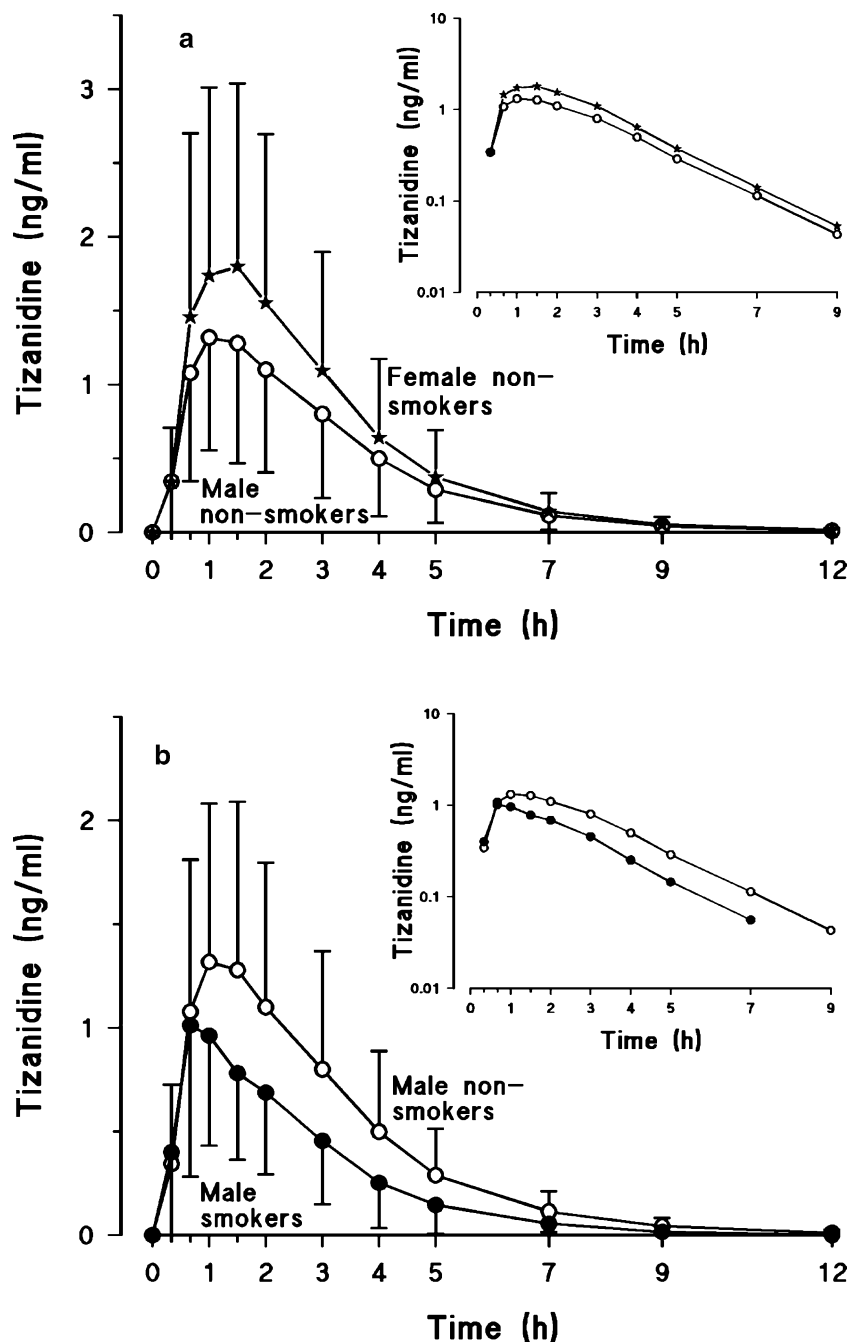 a
Tizanidine (ng/ml)
3
2
1
0
0 1 2 3 4 5 7 9 12
Time (h)
Female non-
smokers
Male
non-smokers
Tizanidine (ng/ml)
10
1
0.1
0.01
0 1 2 3 4 5 7 9
Time (h)
b
Tizanidine (ng/ml)
2
1
0
0 1 2 3 4 5 7 9 12
Time (h)
Male non-
smokers
Male
smokers
Tizanidine (ng/ml)
10
1
0.1
0.01
0 1 2 3 4 5 7 9
Time (h)